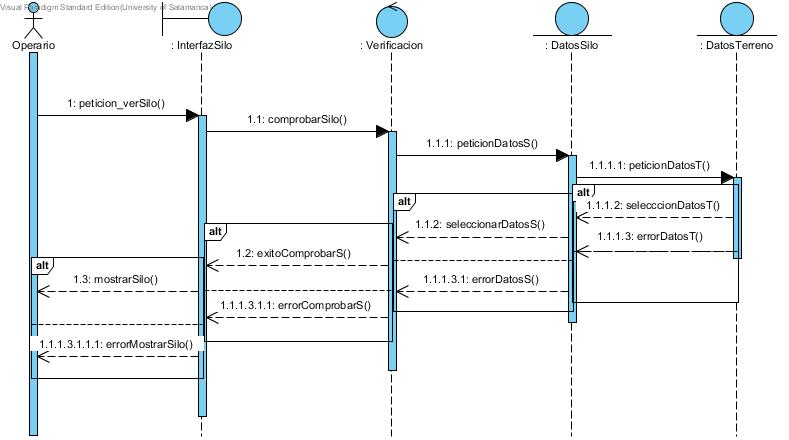 Visual Paradigm Standard Edition(University of Salamanca)
Operario
: InterfazSilo
: Verificacion
: DatosSilo
: DatosTerreno
1: peticion_verSilo()
1.1: comprobarSilo()
1.1.1: peticionDatosS()
1.1.1.1: peticionDatosT()
alt
1.1.1.2: selecccionDatosT()
alt
1.1.2: seleccionarDatosS()
1.1.1.3: errorDatosT()
alt
1.2: exitoComprobarS()
alt
1.3: mostrarSilo()
1.1.1.3.1: errorDatosS()
1.1.1.3.1.1: errorComprobarS()
1.1.1.3.1.1.1: errorMostrarSilo()